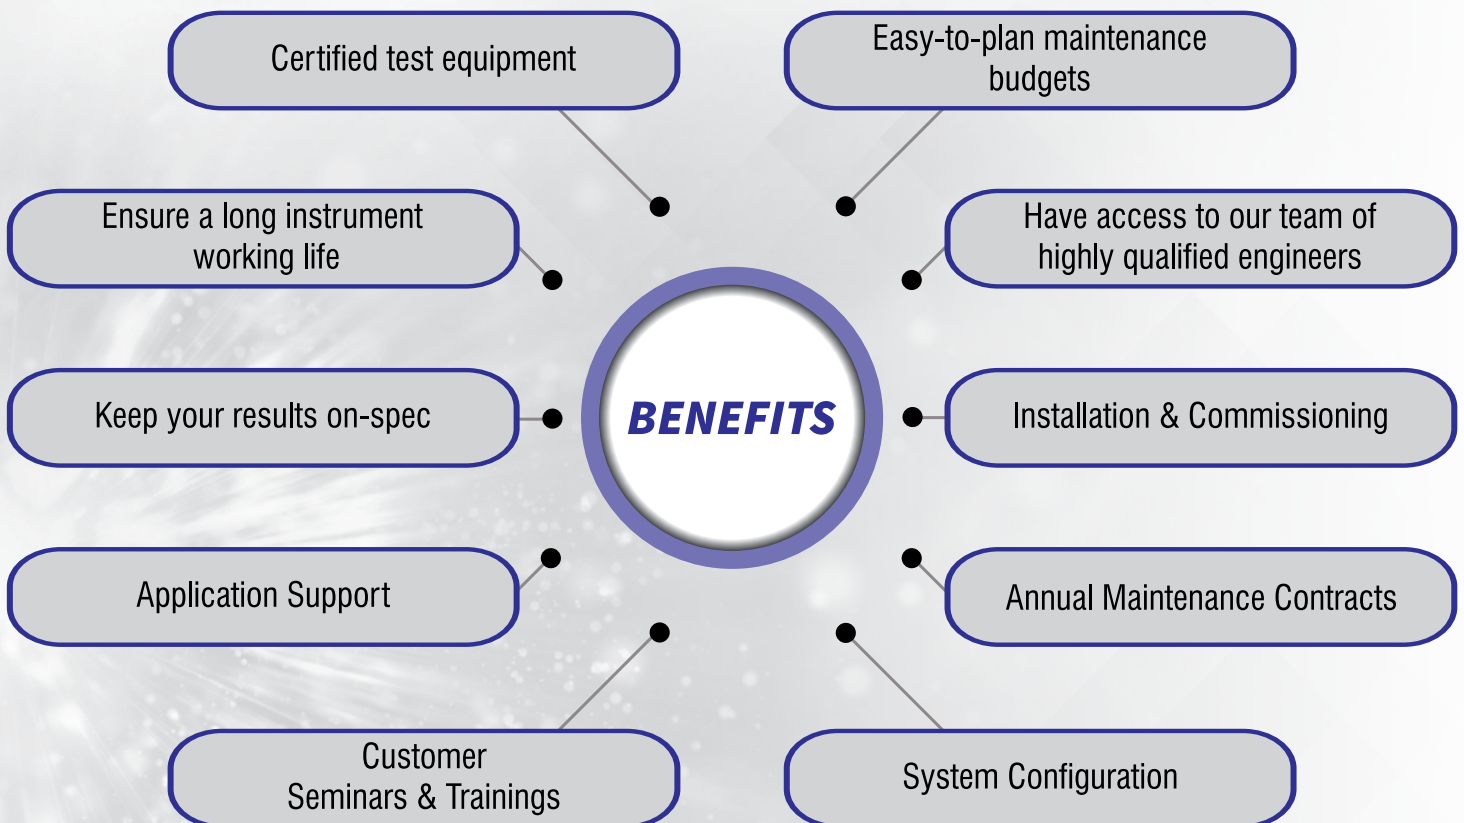 Certified test equipment
Easy-to-plan maintenance
budgets
Ensure a long instrument
working life
Have access to our team of
highly qualified engineers
Keep your results on-spec
BENEFITS
Installation & Commissioning
Application Support
Annual Maintenance Contracts
Customer
Seminars & Trainings
System Configuration